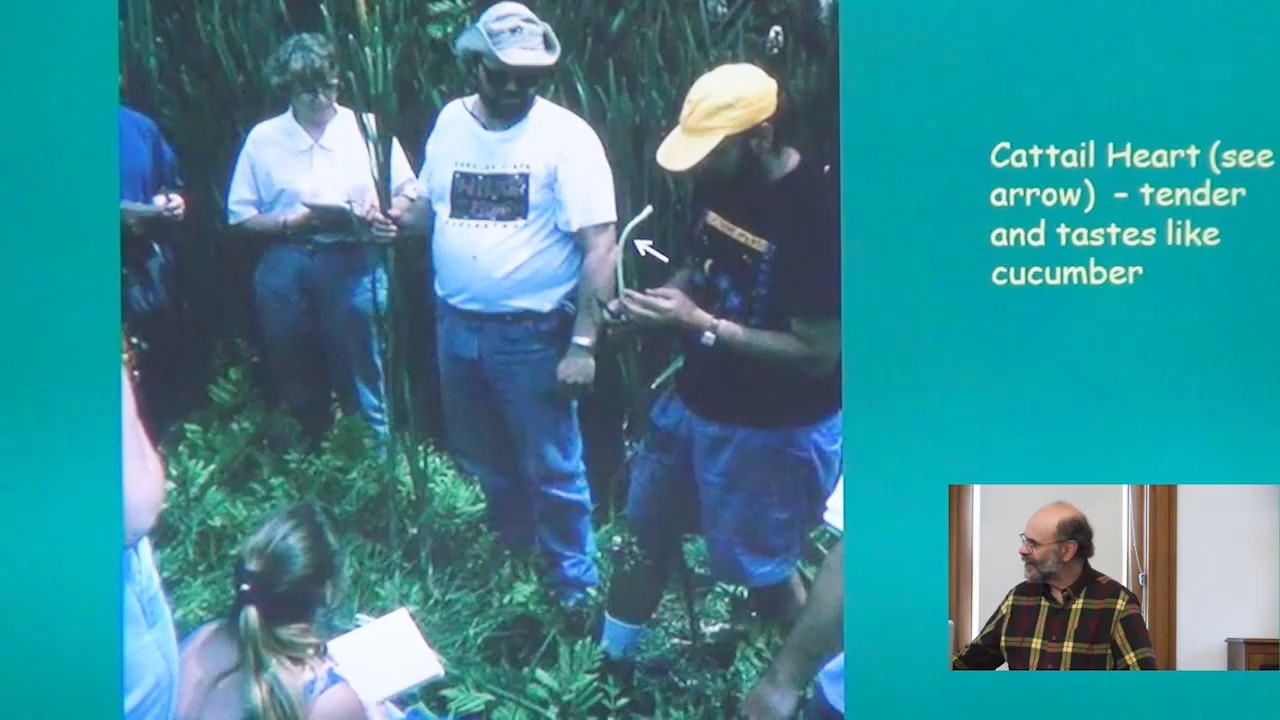 Cattail Heart (see
arrow) - tender
and tastes like
cucumber